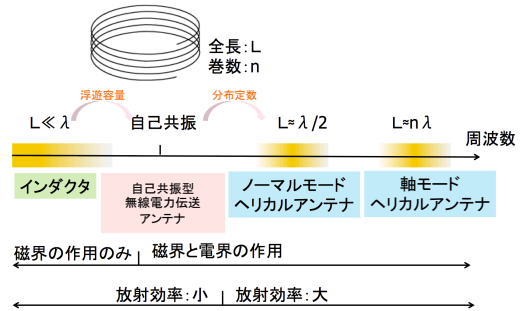 全長:L
巻数:n
浮遊容量
分布定数
L≪λ
自己共振
L≈λ/2
L≈nλ
周波数
インダクタ
自己共振型
無線電力伝送
アンテナ
ノーマルモード
ヘリカルアンテナ
軸モード
ヘリカルアンテナ
磁界の作用のみ
磁界と電界の作用
放射効率:小
放射効率:大